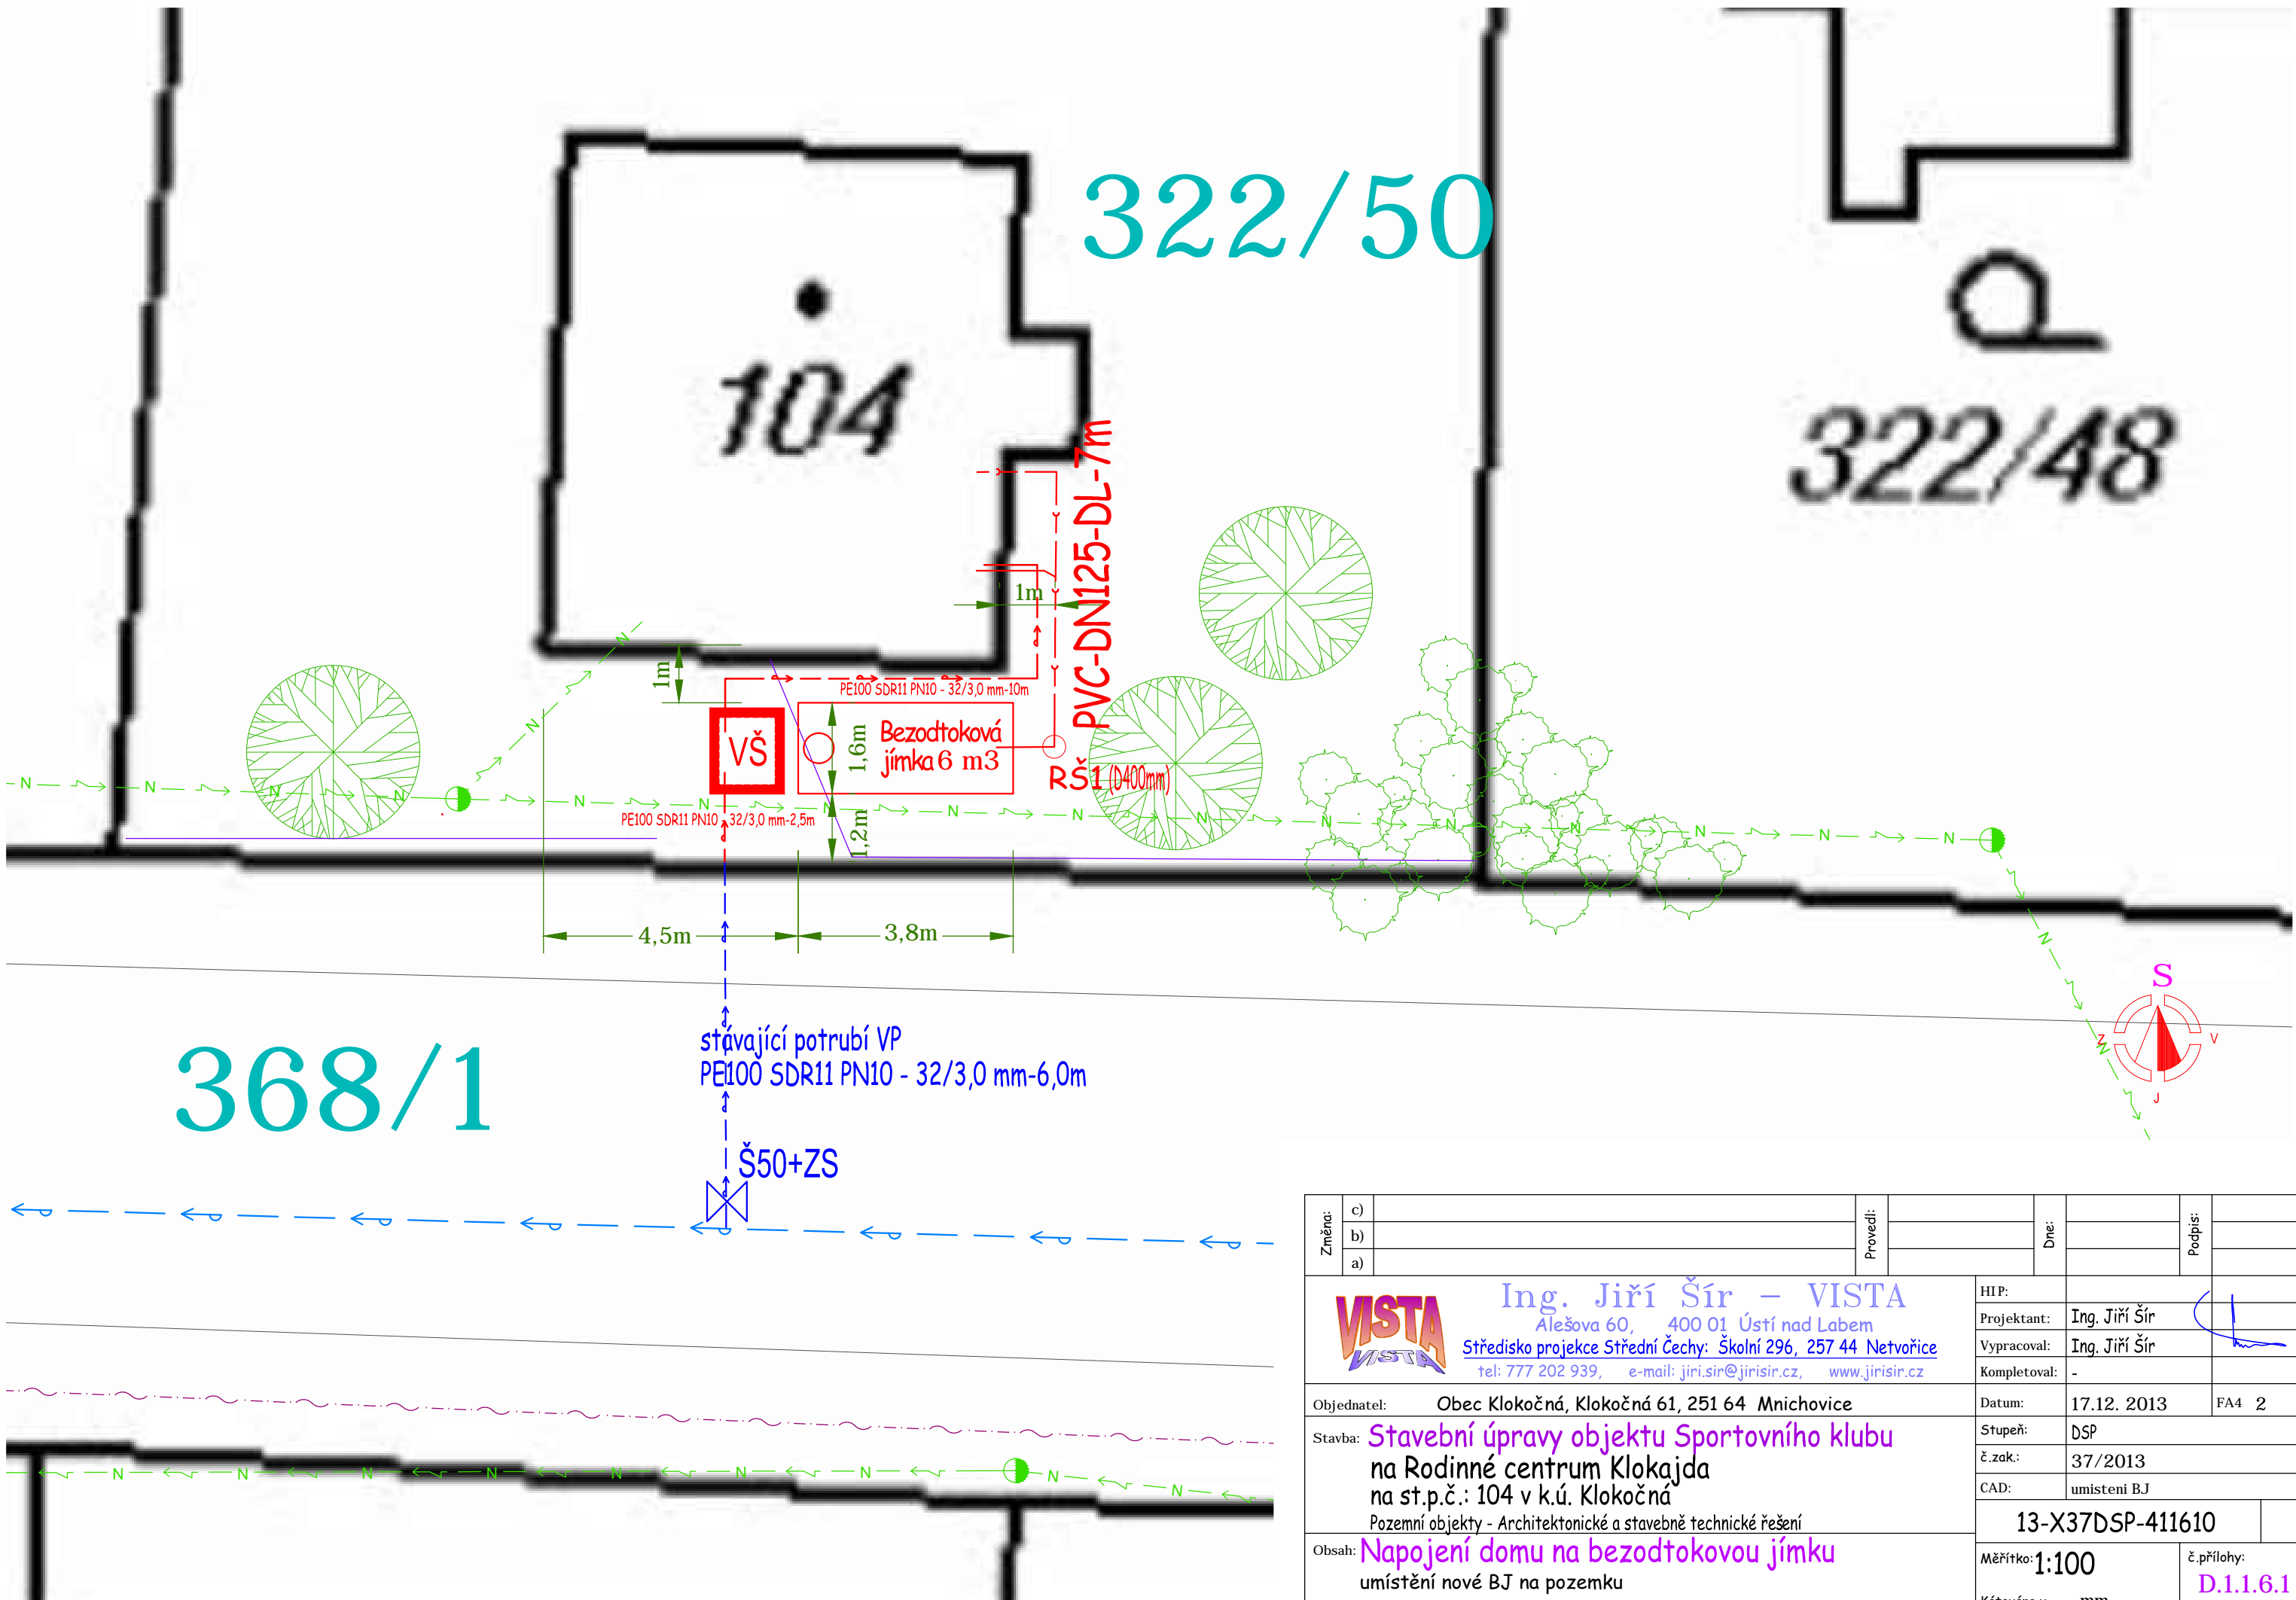 322/50
104
322/48
PVC-DN125-DL-7m
1m
1m
PE100 SDR11 PN10 - 32/3,0 mm-10m
VŠ
1,6m
Bezodtoková
jímka 6 m3
RŠ1 (D400mm)
N N N N N N N N N N N N N N N N N
PE100 SDR11 PN10 - 32/3,0 mm-2,5m
1,2m
4,5m
3,8m
S
Z
V
J
stávající potrubí VP
PE100 SDR11 PN10 - 32/3,0 mm-6,0m
368/1
Š50+ZS
N N N N N N N N N
Změna:
c)
b)
a)
Provedl:
Dne:
Podpis:
VISTA
VISTA
Ing. Jiří Šír – VISTA
Alešova 60, 400 01 Ústí nad Labem
Středisko projekce Střední Čechy: Školní 296, 257 44 Netvořice
tel: 777 202 939, e-mail: jiri.sir@jirisir.cz, www.jirisir.cz
HIP:
Projektant: Ing. Jiří Šír
Vypracoval: Ing. Jiří Šír
Kompletoval: -
Objednatel: Obec Klokočná, Klokočná 61, 251 64 Mnichovice
Datum: 17.12. 2013 FA4 2
Stavba: Stavební úpravy objektu Sportovního klubu
na Rodinné centrum Klokajda
na st.p.č.: 104 v k.ú. Klokočná
Pozemní objekty - Architektonické a stavebně technické řešení
Stupeň: DSP
č.zak.: 37/2013
CAD: umisteni BJ
13-X37DSP-411610
Obsah: Napojení domu na bezodtokovou jímku
umístění nové BJ na pozemku
Měřítko: 1:100
č.přílohy:
D.1.1.6.1
mm